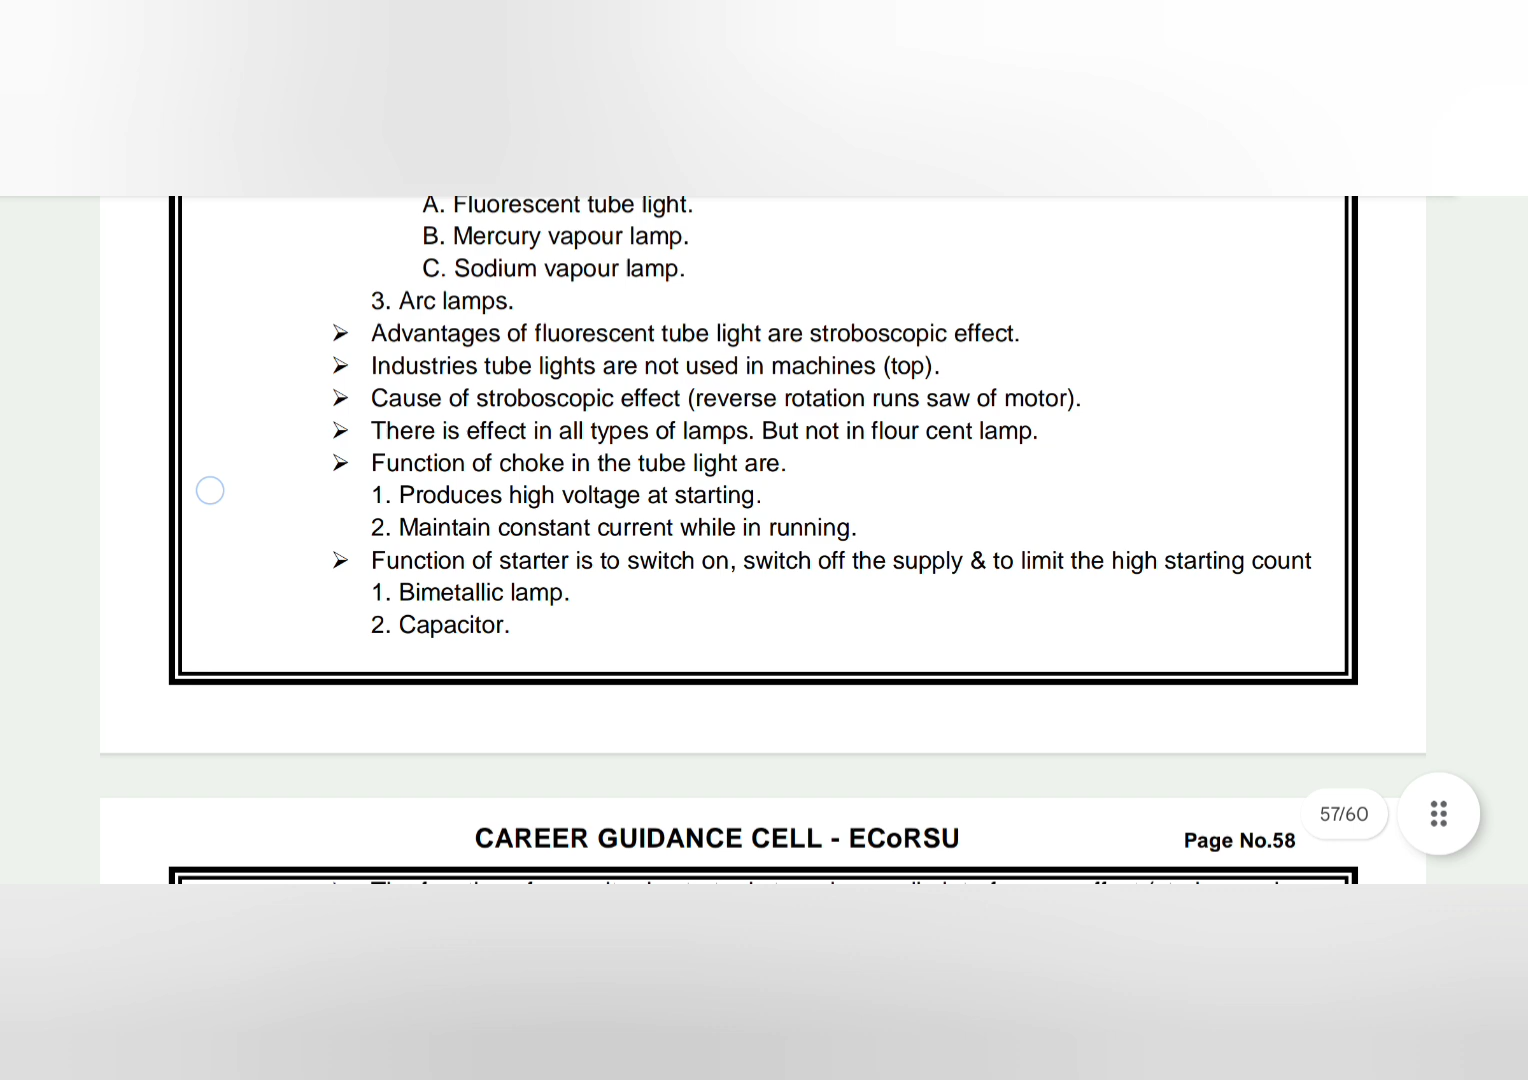 A. Fluorescent tube light.
B. Mercury vapour lamp.
C. Sodium vapour lamp.
3. Arc lamps.
➢ Advantages of fluorescent tube light are stroboscopic effect.
➢ Industries tube lights are not used in machines (top).
➢ Cause of stroboscopic effect (reverse rotation runs saw of motor).
➢ There is effect in all types of lamps. But not in flour cent lamp.
➢ Function of choke in the tube light are.
1. Produces high voltage at starting.
2. Maintain constant current while in running.
➢ Function of starter is to switch on, switch off the supply & to limit the high starting count
1. Bimetallic lamp.
2. Capacitor.
57/60
CAREER GUIDANCE CELL - ECoRSU Page No.58